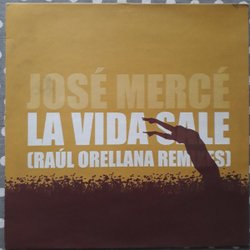 JOSÉ MERCÉ
LA VIDA SALE
(RAÚL ORELLANA REMIXES)